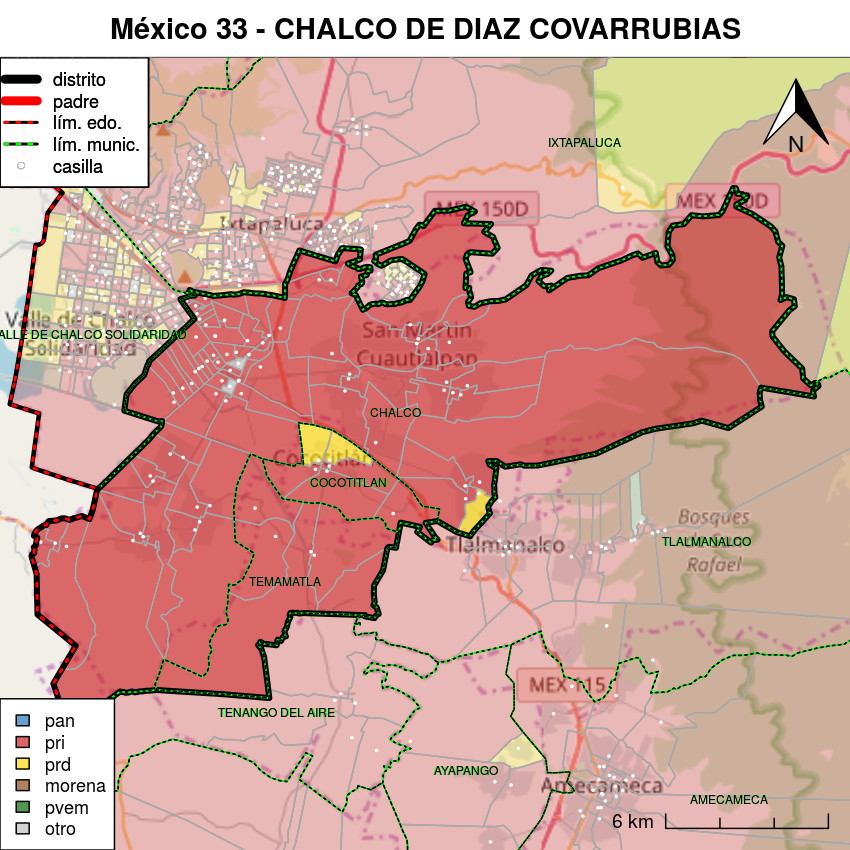 México 33 - CHALCO DE DIAZ COVARRUBIAS
distrito
padre
lím. edo.
lím. munic.
casilla
N
IXTAPALUCA
MEX 150D
Ixtapaluca
Valle de Chalco
ALLE DE CHALCO SOLIDARIDAD
Solidaridad
San Martín
Cuautlalpan
CHALCO
Cocotitlán
COCOTITLAN
Tlalmanalco
Bosques
TLALMANALCO
Rafael
TEMAMATLA
MEX 115
TENANGO DEL AIRE
AYAPANGO
Amecameca
AMECAMECA
pan
pri
prd
morena
pvem
otro
6 km